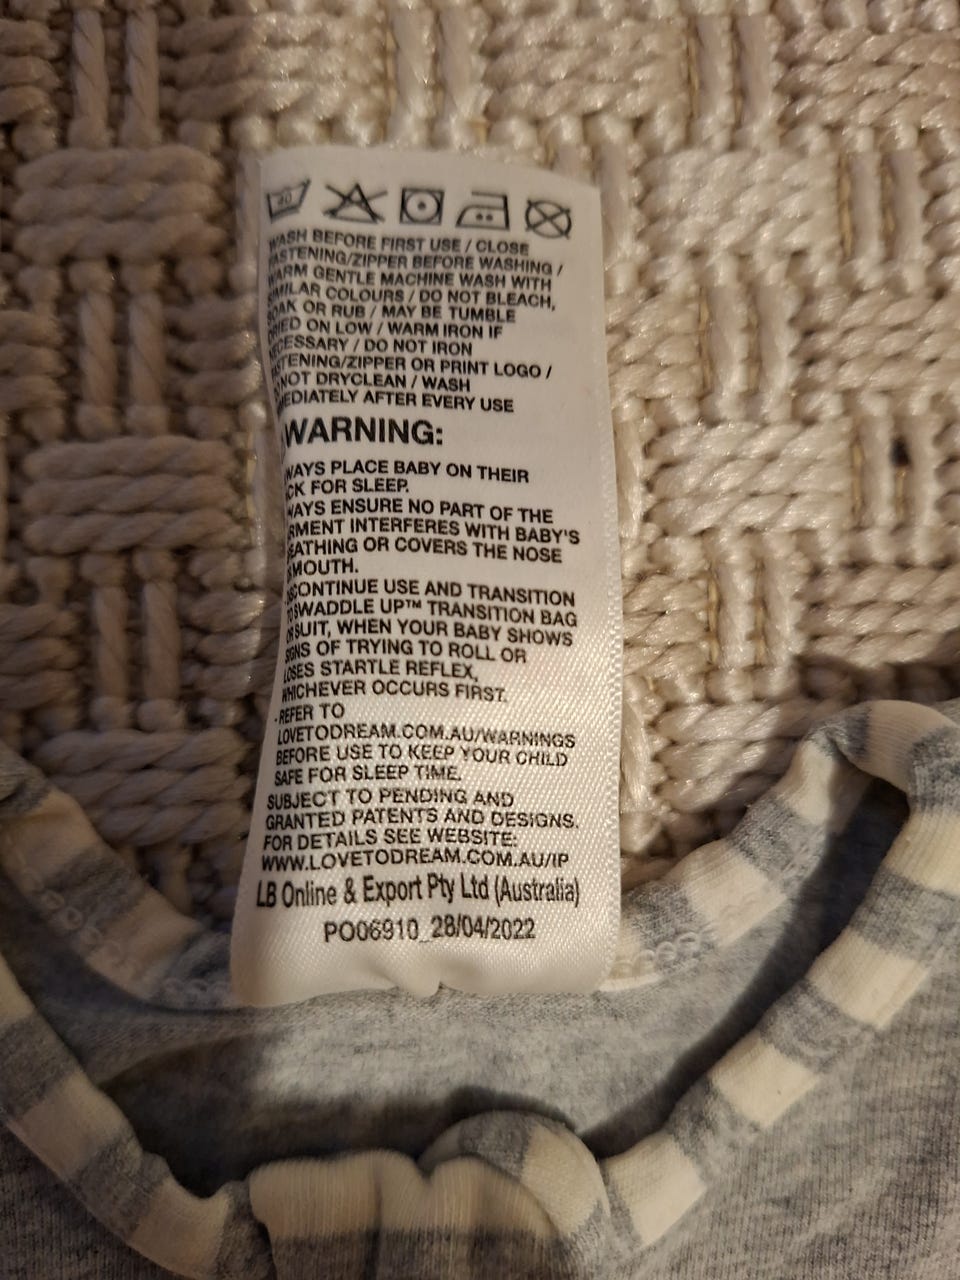 40
WASH BEFORE FIRST USE / CLOSE
FASTENING/ZIPPER BEFORE WASHING /
WARM GENTLE MACHINE WASH WITH
SIMILAR COLOURS / DO NOT BLEACH,
SOAK OR RUB / MAY BE TUMBLE
DRIED ON LOW / WARM IRON IF
NECESSARY / DO NOT IRON
FASTENING/ZIPPER OR PRINT LOGO /
NOT DRYCLEAN / WASH
MEDIATELY AFTER EVERY USE
WARNING:
WAYS PLACE BABY ON THEIR
CK FOR SLEEP.
WAYS ENSURE NO PART OF THE
RMENT INTERFERES WITH BABY'S
EATHING OR COVERS THE NOSE
MOUTH.
SCONTINUE USE AND TRANSITION
TO SWADDLE UP™ TRANSITION BAG
OR SUIT, WHEN YOUR BABY SHOWS
SIGNS OF TRYING TO ROLL OR
LOSES STARTLE REFLEX,
WHICHEVER OCCURS FIRST.
- REFER TO
LOVETODREAM.COM.AU/WARNINGS
BEFORE USE TO KEEP YOUR CHILD
SAFE FOR SLEEP TIME.
SUBJECT TO PENDING AND
GRANTED PATENTS AND DESIGNS.
FOR DETAILS SEE WEBSITE:
WWW.LOVETODREAM.COM.AU/IP
LB Online & Export Pty Ltd (Australia)
PO06910_28/04/2022